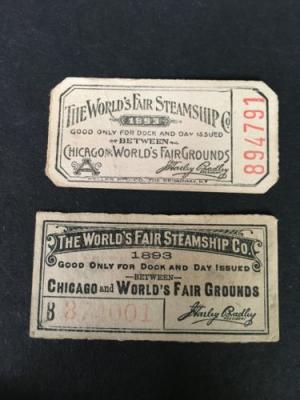 THE WORLD'S FAIR STEAMSHIP CO
1893
GOOD ONLY FOR DOCK AND DAY ISSUED
BETWEEN
CHICAGO AND WORLD'S FAIR GROUNDS
A
Harley Bradley
894791
THE WORLD'S FAIR STEAMSHIP CO.
1893
GOOD ONLY FOR DOCK AND DAY ISSUED
BETWEEN
CHICAGO AND WORLD'S FAIR GROUNDS
B
Harley Bradley